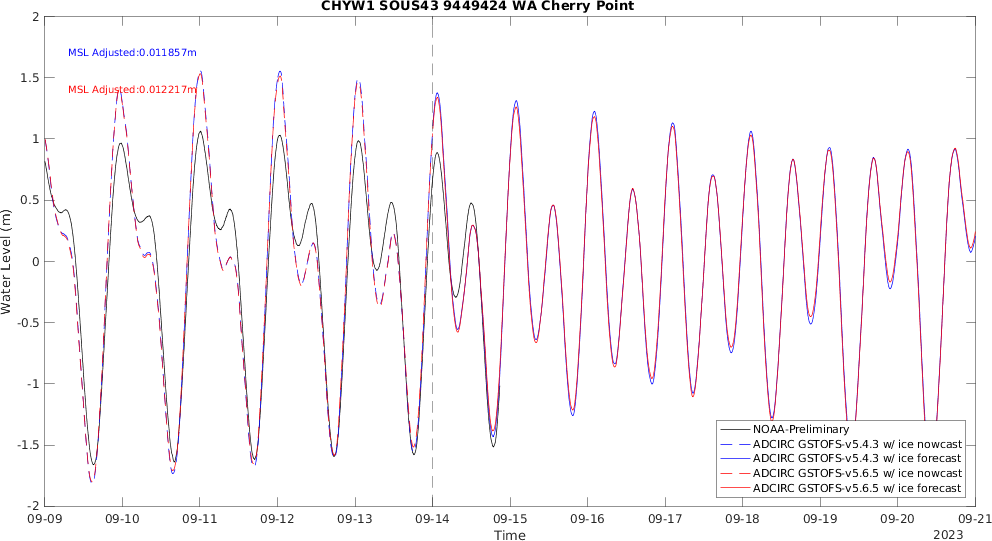 CHYW1 SOUS43 9449424 WA Cherry Point
MSL Adjusted:0.011857m
MSL Adjusted:0.012217m
Water Level (m)
2
1.5
1
0.5
0
-0.5
-1
-1.5
-2
NOAA-Preliminary
ADCIRC GSTOFS-v5.4.3 w/ ice nowcast
ADCIRC GSTOFS-v5.4.3 w/ ice forecast
ADCIRC GSTOFS-v5.6.5 w/ ice nowcast
ADCIRC GSTOFS-v5.6.5 w/ ice forecast
09-09 09-10 09-11 09-12 09-13 09-14 09-15 09-16 09-17 09-18 09-19 09-20 09-21
Time
2023